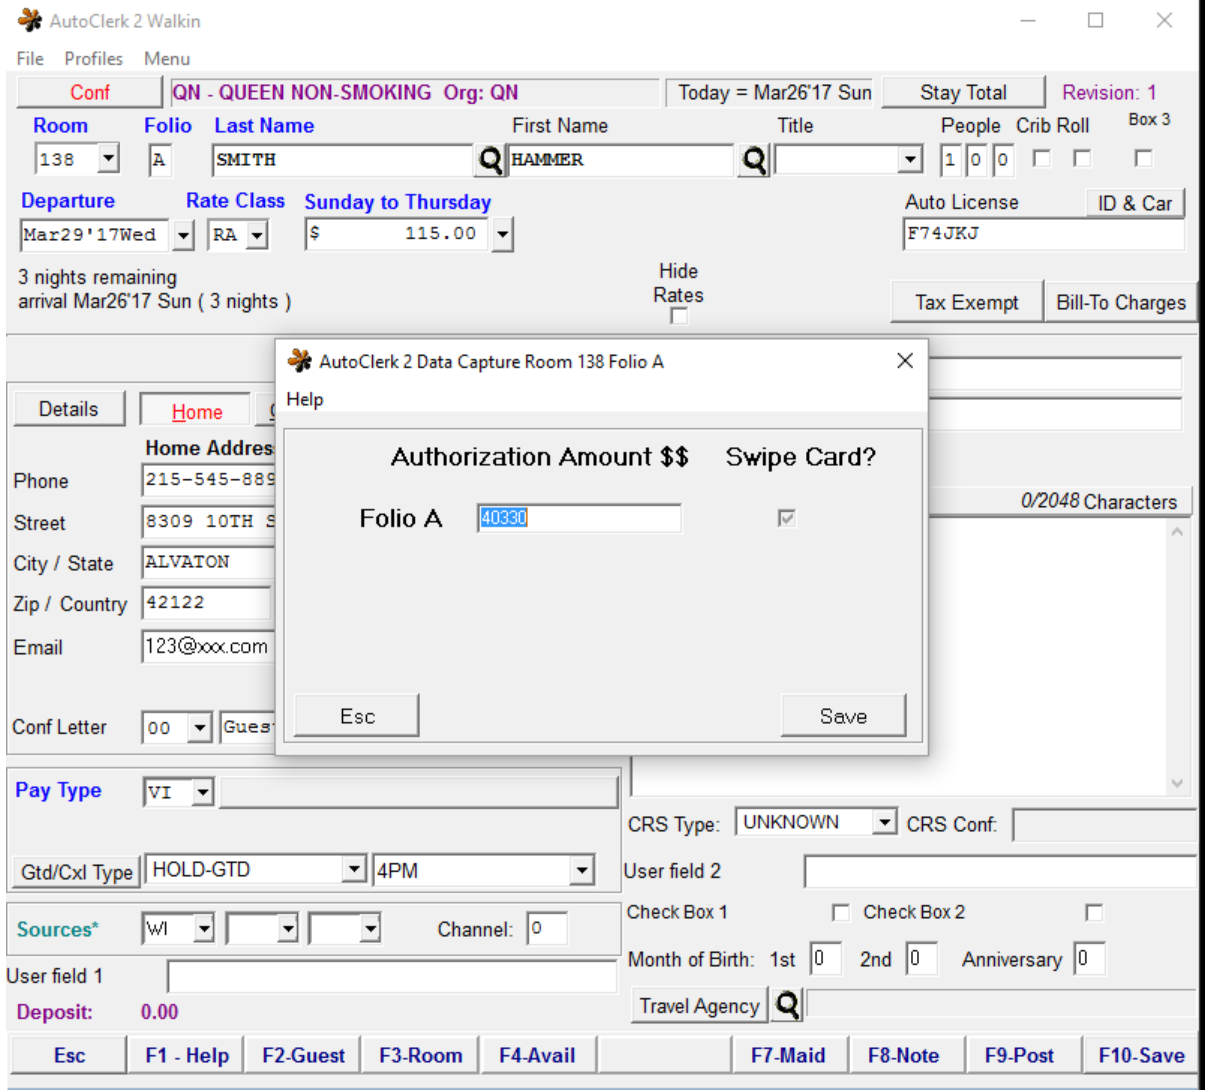 AutoClerk 2 Walkin
File Profiles Menu
Conf QN - QUEEN NON-SMOKING Org: QN Today = Mar26'17 Sun Stay Total Revision: 1
Room Folio Last Name First Name Title People Crib Roll Box 3
138 A SMITH HAMMER 1 0 0
Departure Rate Class Sunday to Thursday Auto License ID & Car
Mar29'17Wed RA $ 115.00 F74JKJ
3 nights remaining
arrival Mar26'17 Sun ( 3 nights )
Hide
Rates
Tax Exempt Bill-To Charges
AutoClerk 2 Data Capture Room 138 Folio A
Help
Authorization Amount $$ Swipe Card?
Folio A 40330
Esc Save
Details Home
Home Addres
Phone 215-545-889
Street 8309 10TH S
City / State ALVATON
Zip / Country 42122
Email 123@xxx.com
Conf Letter 00 Gues
0/2048 Characters
Pay Type VI
Gtd/Cxl Type HOLD-GTD 4PM
Sources* WI Channel: 0
User field 1
Deposit: 0.00
CRS Type: UNKNOWN CRS Conf:
User field 2
Check Box 1 Check Box 2
Month of Birth: 1st 0 2nd 0 Anniversary 0
Travel Agency
Esc F1 - Help F2-Guest F3-Room F4-Avail F7-Maid F8-Note F9-Post F10-Save